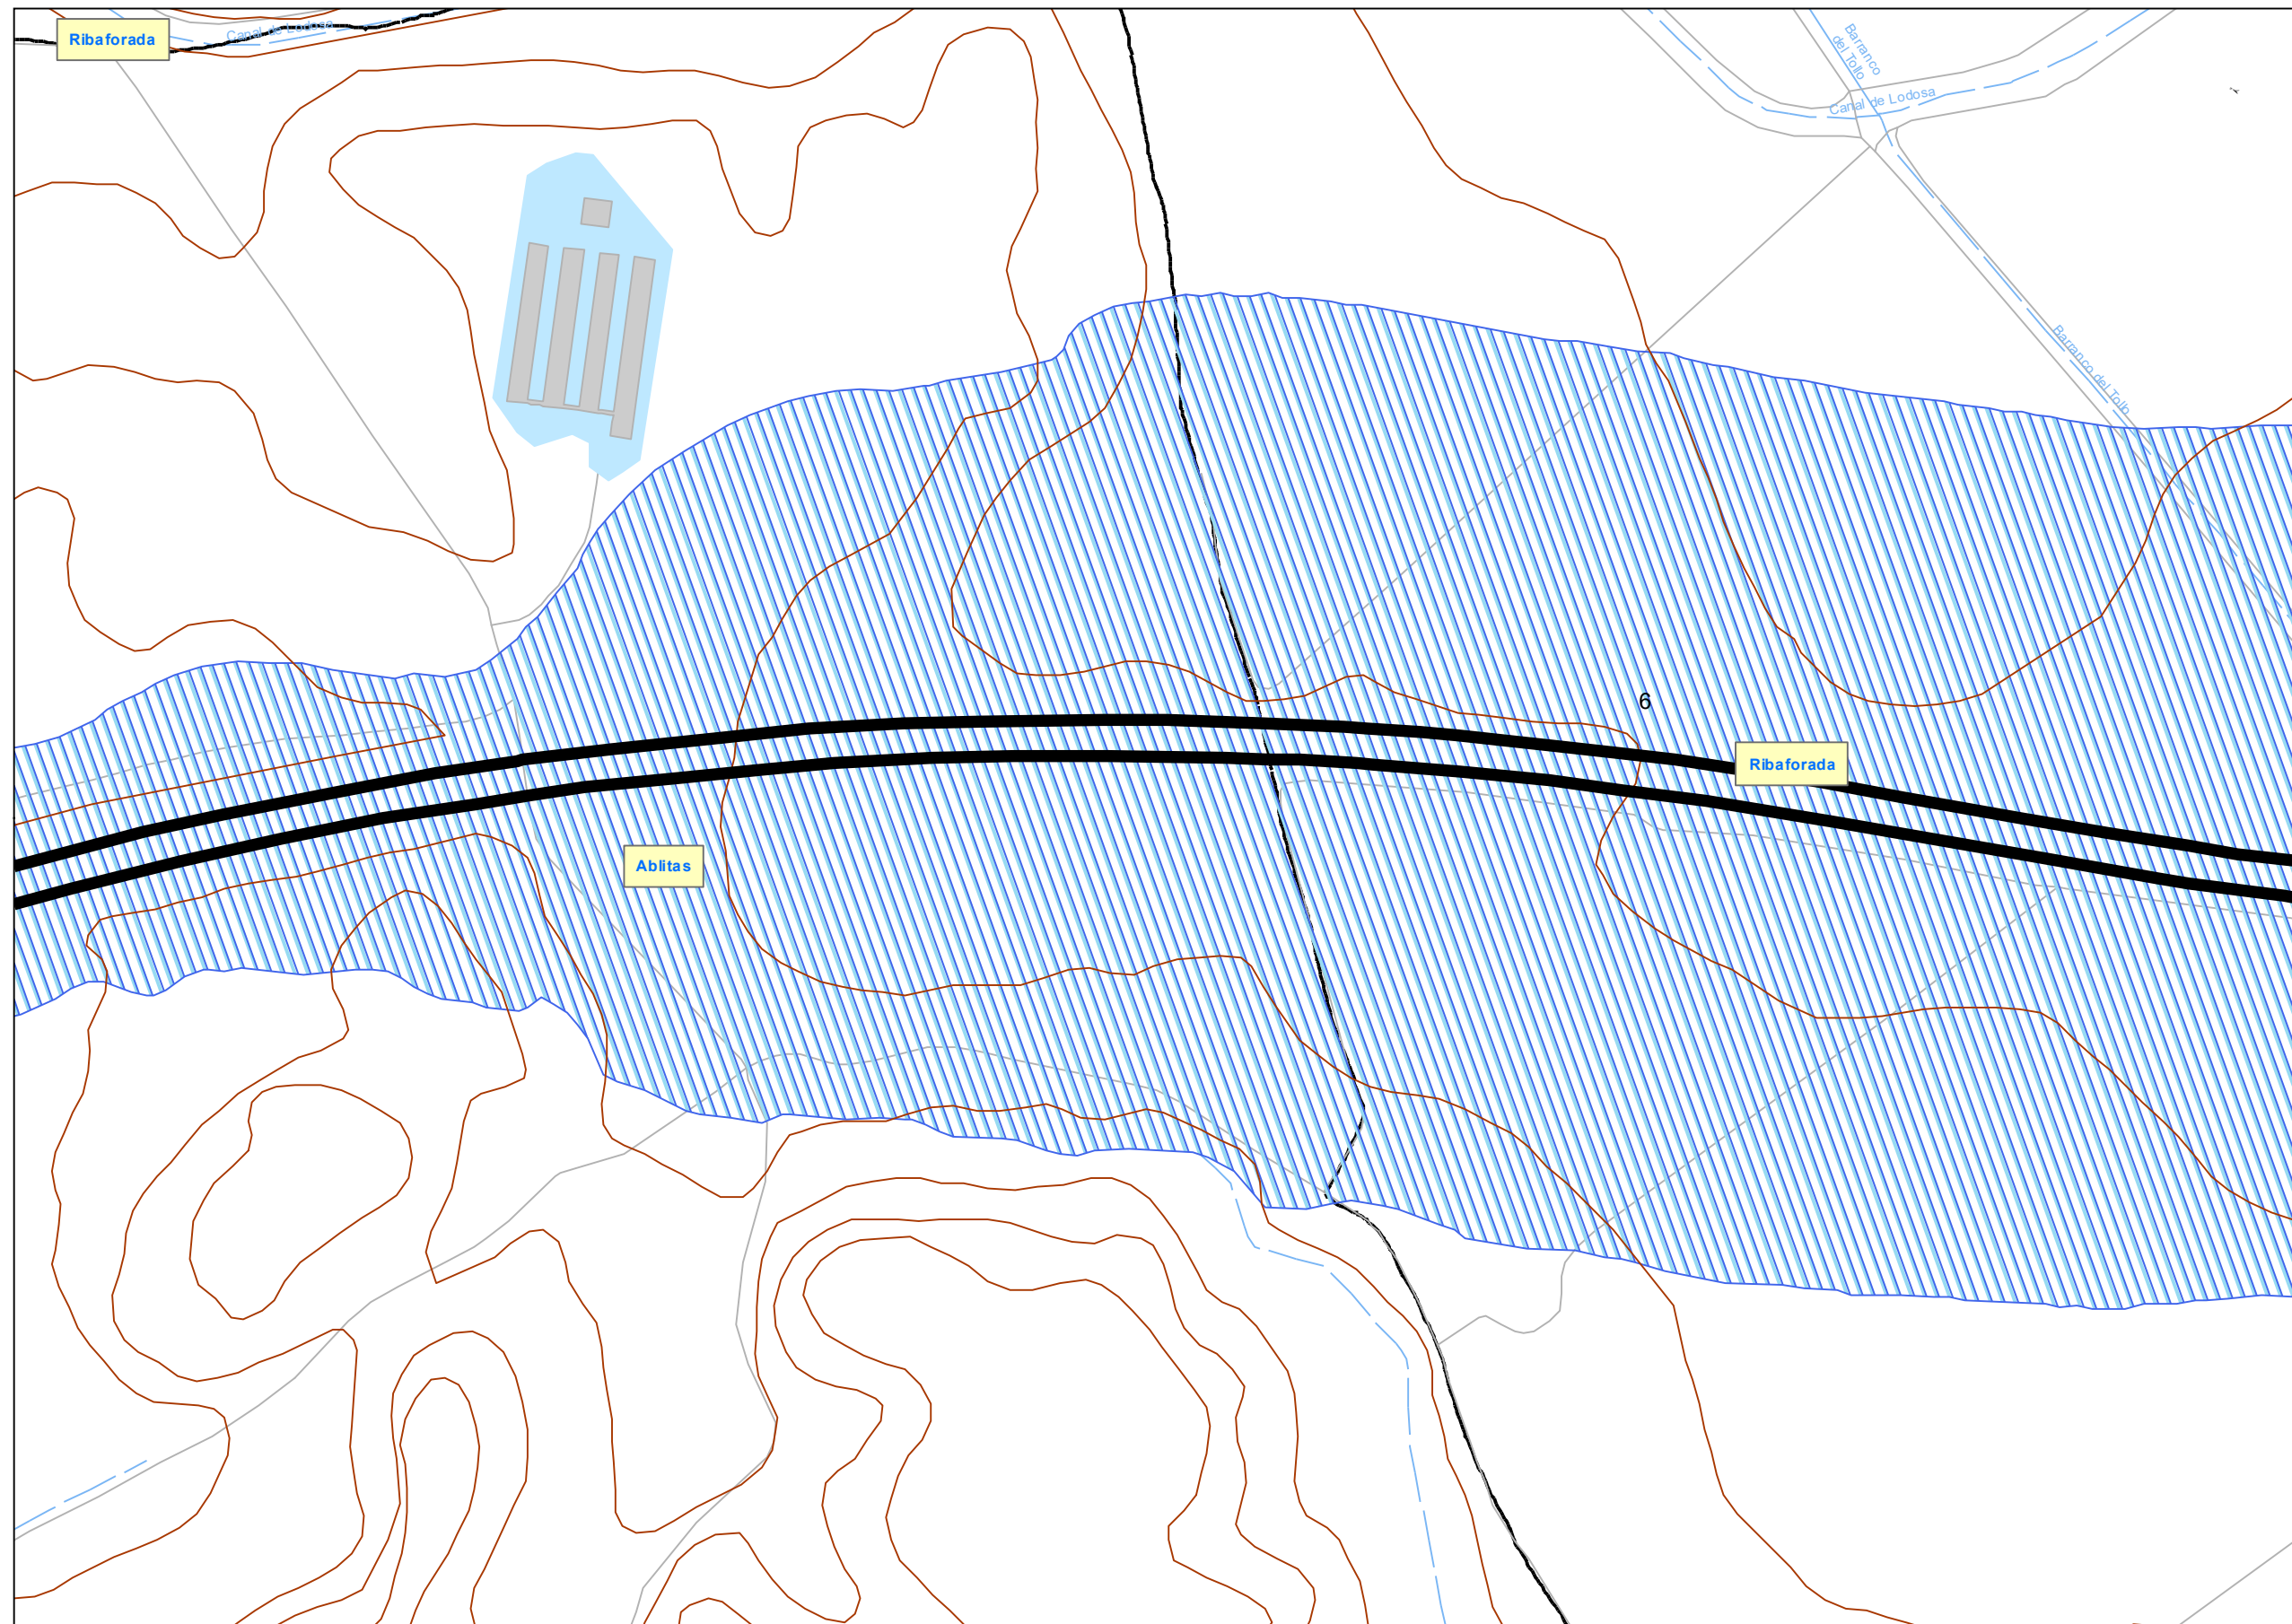 Ribaforada
Canal de Lodosa
Barranco
del Tollo
Canal de Lodosa
Barranco del Tollo
6
Ribaforada
Ablitas